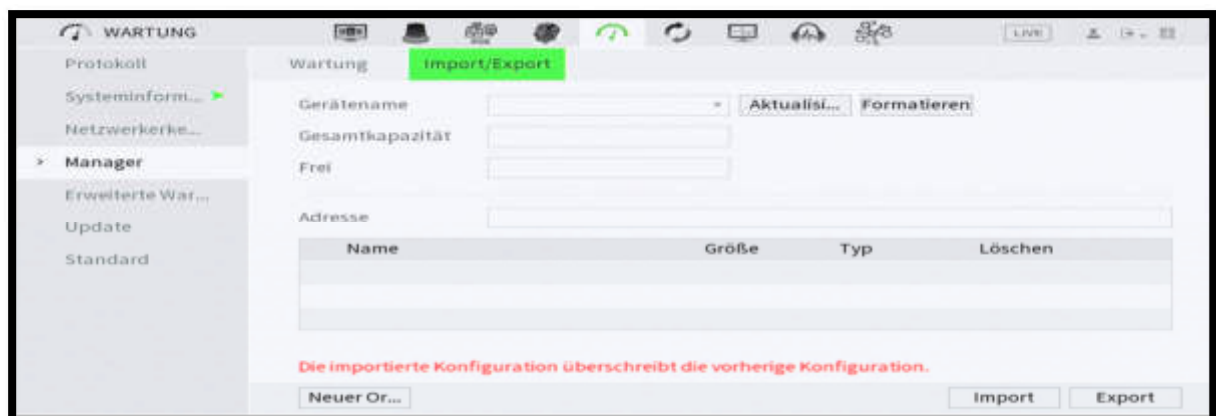 WARTUNG
LIVE
Protokoll
Wartung
Import/Export
Systeminform...
Gerätename
Aktualisi...
Formatieren
Netzwerkerke...
Gesamtkapazität
Manager
Frei
Erweiterte War...
Update
Adresse
Standard
Name Größe Typ Löschen
Die importierte Konfiguration überschreibt die vorherige Konfiguration.
Neuer Or...
Import
Export